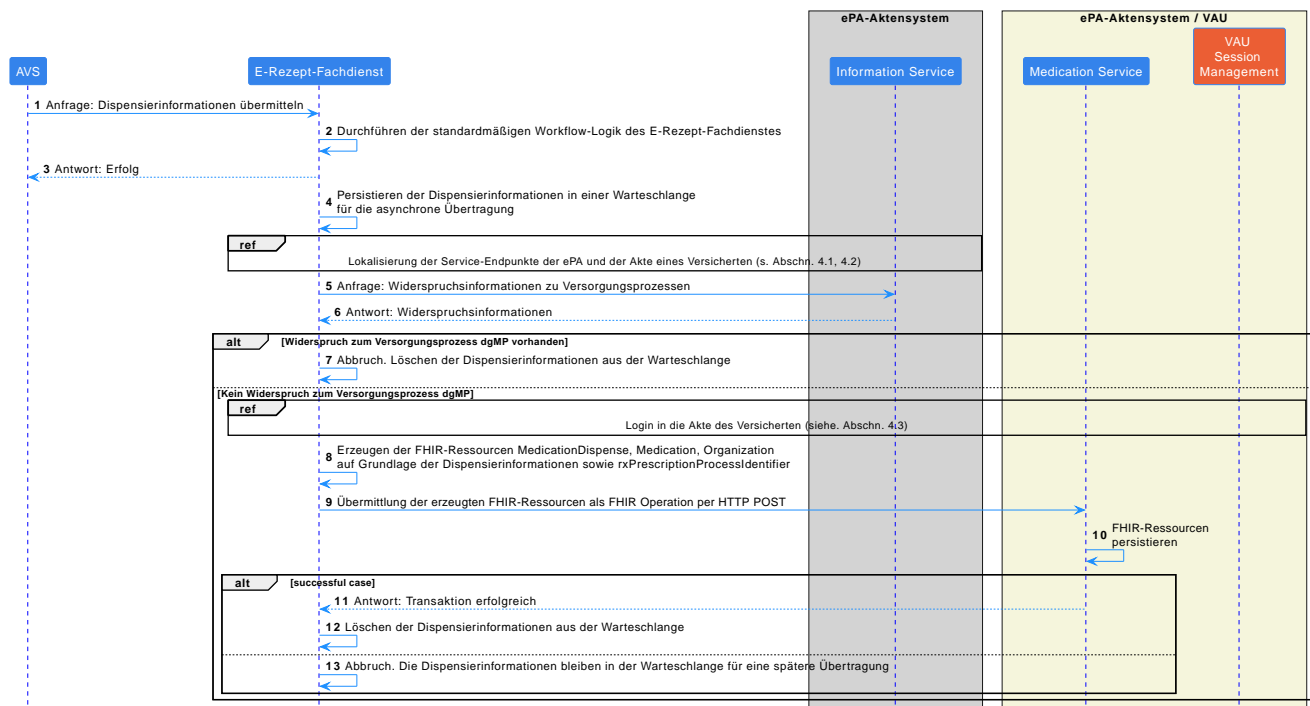 ePA-Aktensystem
ePA-Aktensystem / VAU
AVS
E-Rezept-Fachdienst
Information Service
Medication Service
VAU
Session
Management
1 Anfrage: Dispensierinformationen übermitteln
2 Durchführen der standardmäßigen Workflow-Logik des E-Rezept-Fachdienstes
3 Antwort: Erfolg
4 Persistieren der Dispensierinformationen in einer Warteschlange
für die asynchrone Übertragung
ref
Lokalisierung der Service-Endpunkte der ePA und der Akte eines Versicherten (s. Abschn. 4.1, 4.2)
5 Anfrage: Widerspruchsinformationen zu Versorgungsprozessen
6 Antwort: Widerspruchsinformationen
alt [Widerspruch zum Versorgungsprozess dgMP vorhanden]
7 Abbruch. Löschen der Dispensierinformationen aus der Warteschlange
[Kein Widerspruch zum Versorgungsprozess dgMP]
ref
Login in die Akte des Versicherten (siehe. Abschn. 4.3)
8 Erzeugen der FHIR-Ressourcen MedicationDispense, Medication, Organization
auf Grundlage der Dispensierinformationen sowie rxPrescriptionProcessIdentifier
9 Übermittlung der erzeugten FHIR-Ressourcen als FHIR Operation per HTTP POST
10 FHIR-Ressourcen
persistieren
alt [successful case]
11 Antwort: Transaktion erfolgreich
12 Löschen der Dispensierinformationen aus der Warteschlange
13 Abbruch. Die Dispensierinformationen bleiben in der Warteschlange für eine spätere Übertragung